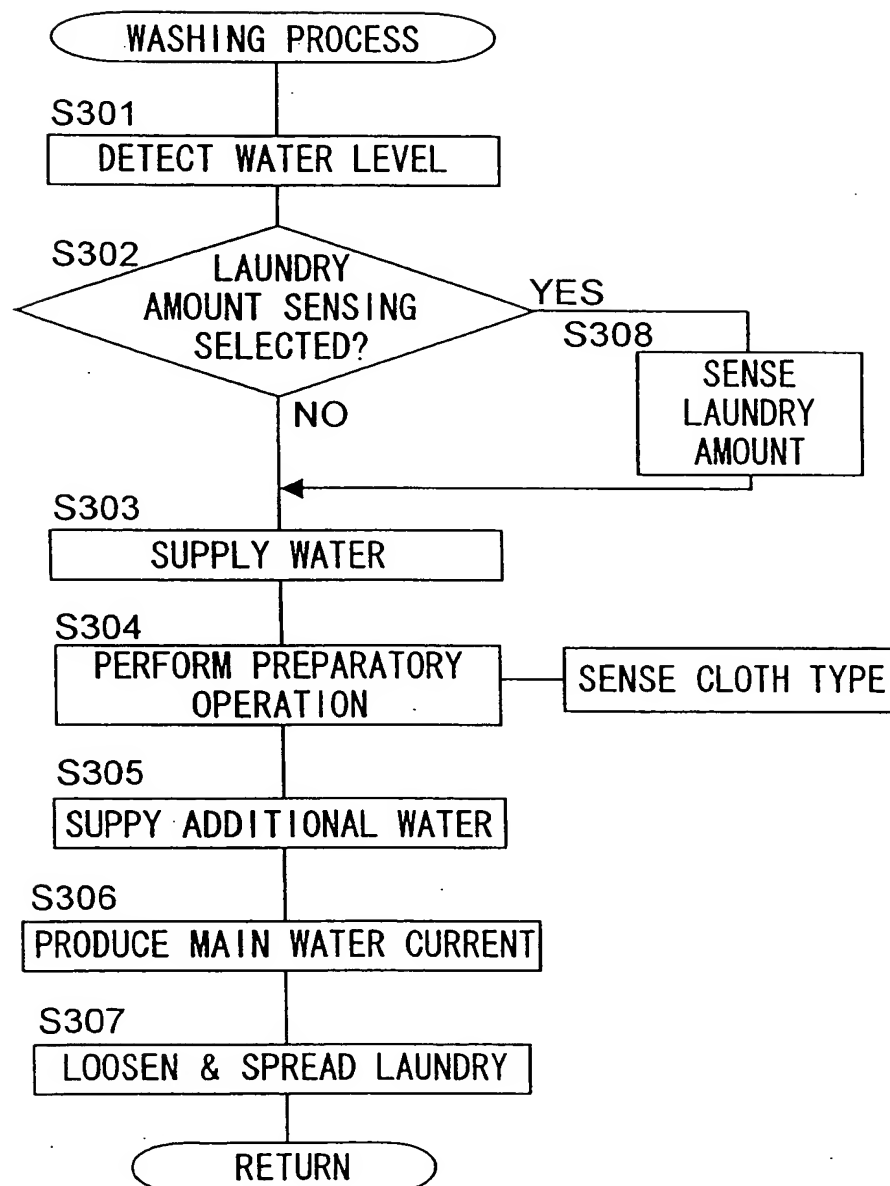 WASHING PROCESS
S301
DETECT WATER LEVEL
S302
LAUNDRY
AMOUNT SENSING
SELECTED?
YES
S308
SENSE
LAUNDRY
AMOUNT
NO
S303
SUPPLY WATER
S304
PERFORM PREPARATORY
OPERATION
SENSE CLOTH TYPE
S305
SUPPY ADDITIONAL WATER
S306
PRODUCE MAIN WATER CURRENT
S307
LOOSEN & SPREAD LAUNDRY
RETURN